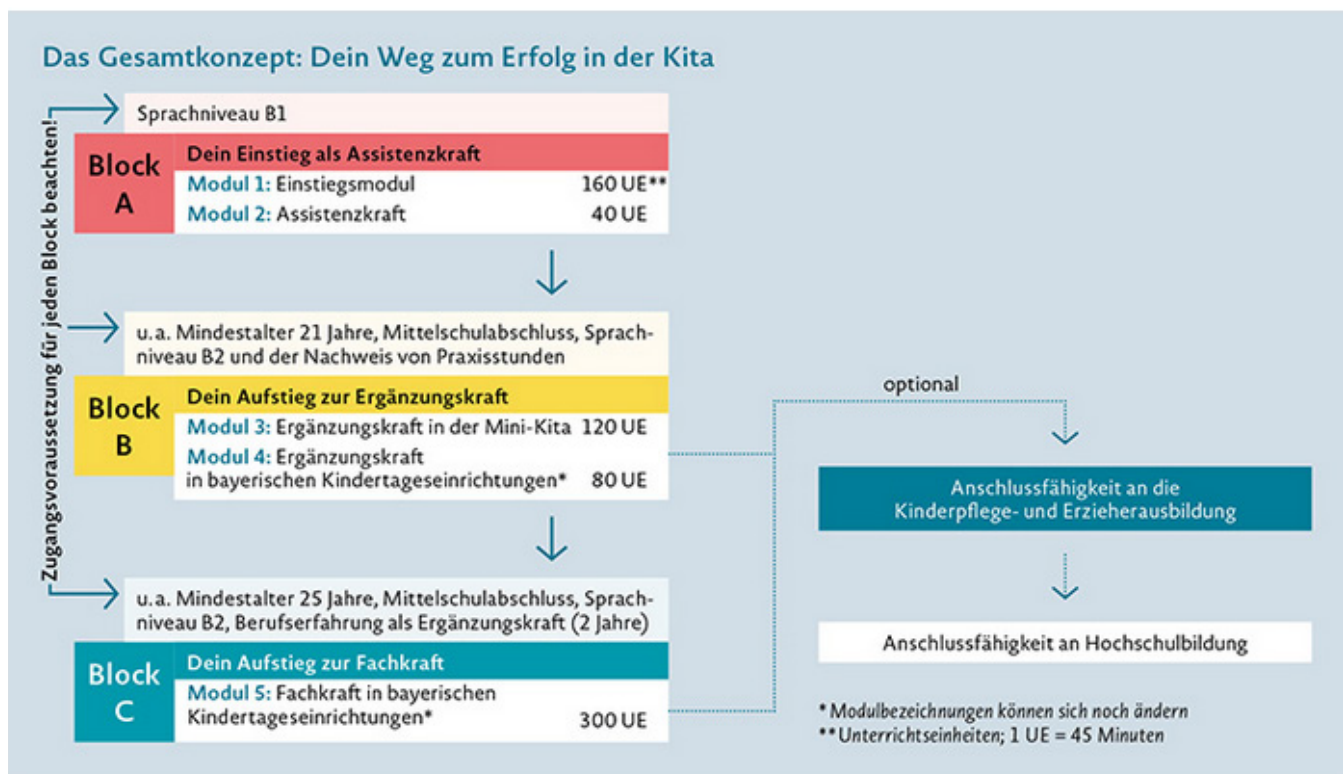 Das Gesamtkonzept: Dein Weg zum Erfolg in der Kita
Zugangsvoraussetzung für jeden Block beachten!
Sprachniveau B1
Block
A
Dein Einstieg als Assistenzkraft
Modul 1: Einstiegsmodul 160 UE**
Modul 2: Assistenzkraft 40 UE
u.a. Mindestalter 21 Jahre, Mittelschulabschluss, Sprach-
niveau B2 und der Nachweis von Praxisstunden
Block
B
Dein Aufstieg zur Ergänzungskraft
Modul 3: Ergänzungskraft in der Mini-Kita 120 UE
Modul 4: Ergänzungskraft
in bayerischen Kindertageseinrichtungen* 80 UE
u.a. Mindestalter 25 Jahre, Mittelschulabschluss, Sprach-
niveau B2, Berufserfahrung als Ergänzungskraft (2 Jahre)
Block
C
Dein Aufstieg zur Fachkraft
Modul 5: Fachkraft in bayerischen
Kindertageseinrichtungen* 300 UE
optional
Anschlussfähigkeit an die
Kinderpflege- und Erzieherausbildung
Anschlussfähigkeit an Hochschulbildung
* Modulbezeichnungen können sich noch ändern
** Unterrichtseinheiten; 1 UE = 45 Minuten